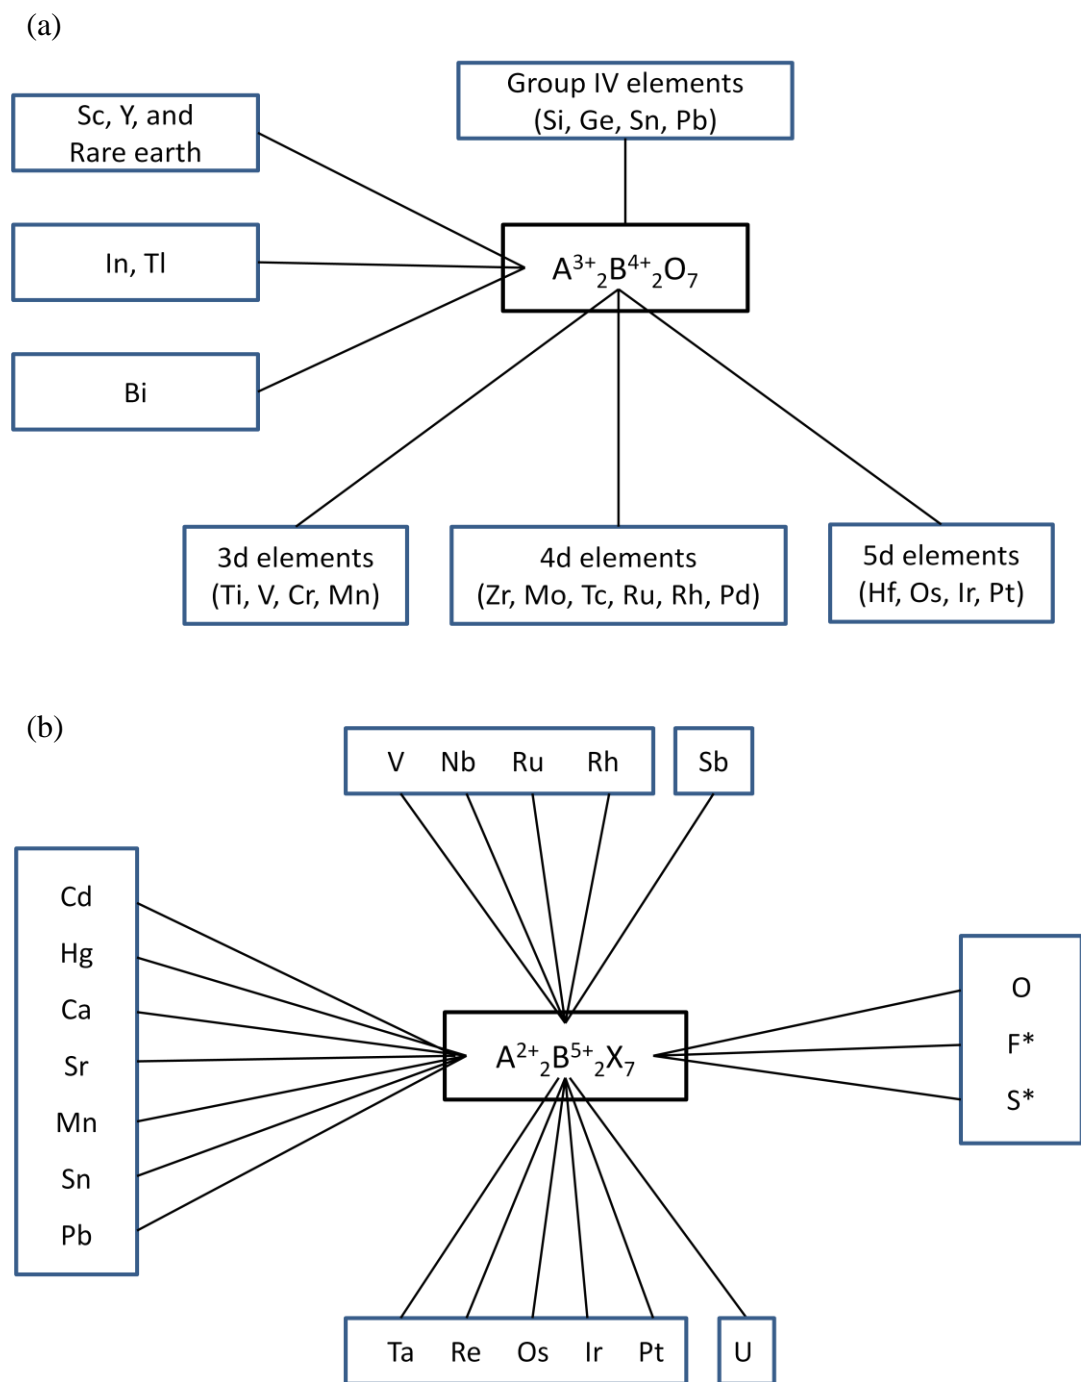 (a)
Group IV elements
(Si, Ge, Sn, Pb)
Sc, Y, and
Rare earth
In, Tl
A³⁺₂B⁴⁺₂O₇
Bi
3d elements
(Ti, V, Cr, Mn)
4d elements
(Zr, Mo, Tc, Ru, Rh, Pd)
5d elements
(Hf, Os, Ir, Pt)
(b)
V Nb Ru Rh Sb
Cd
Hg
Ca
Sr
Mn
Sn
Pb
A²⁺₂B⁵⁺₂X₇
O
F*
S*
Ta Re Os Ir Pt U